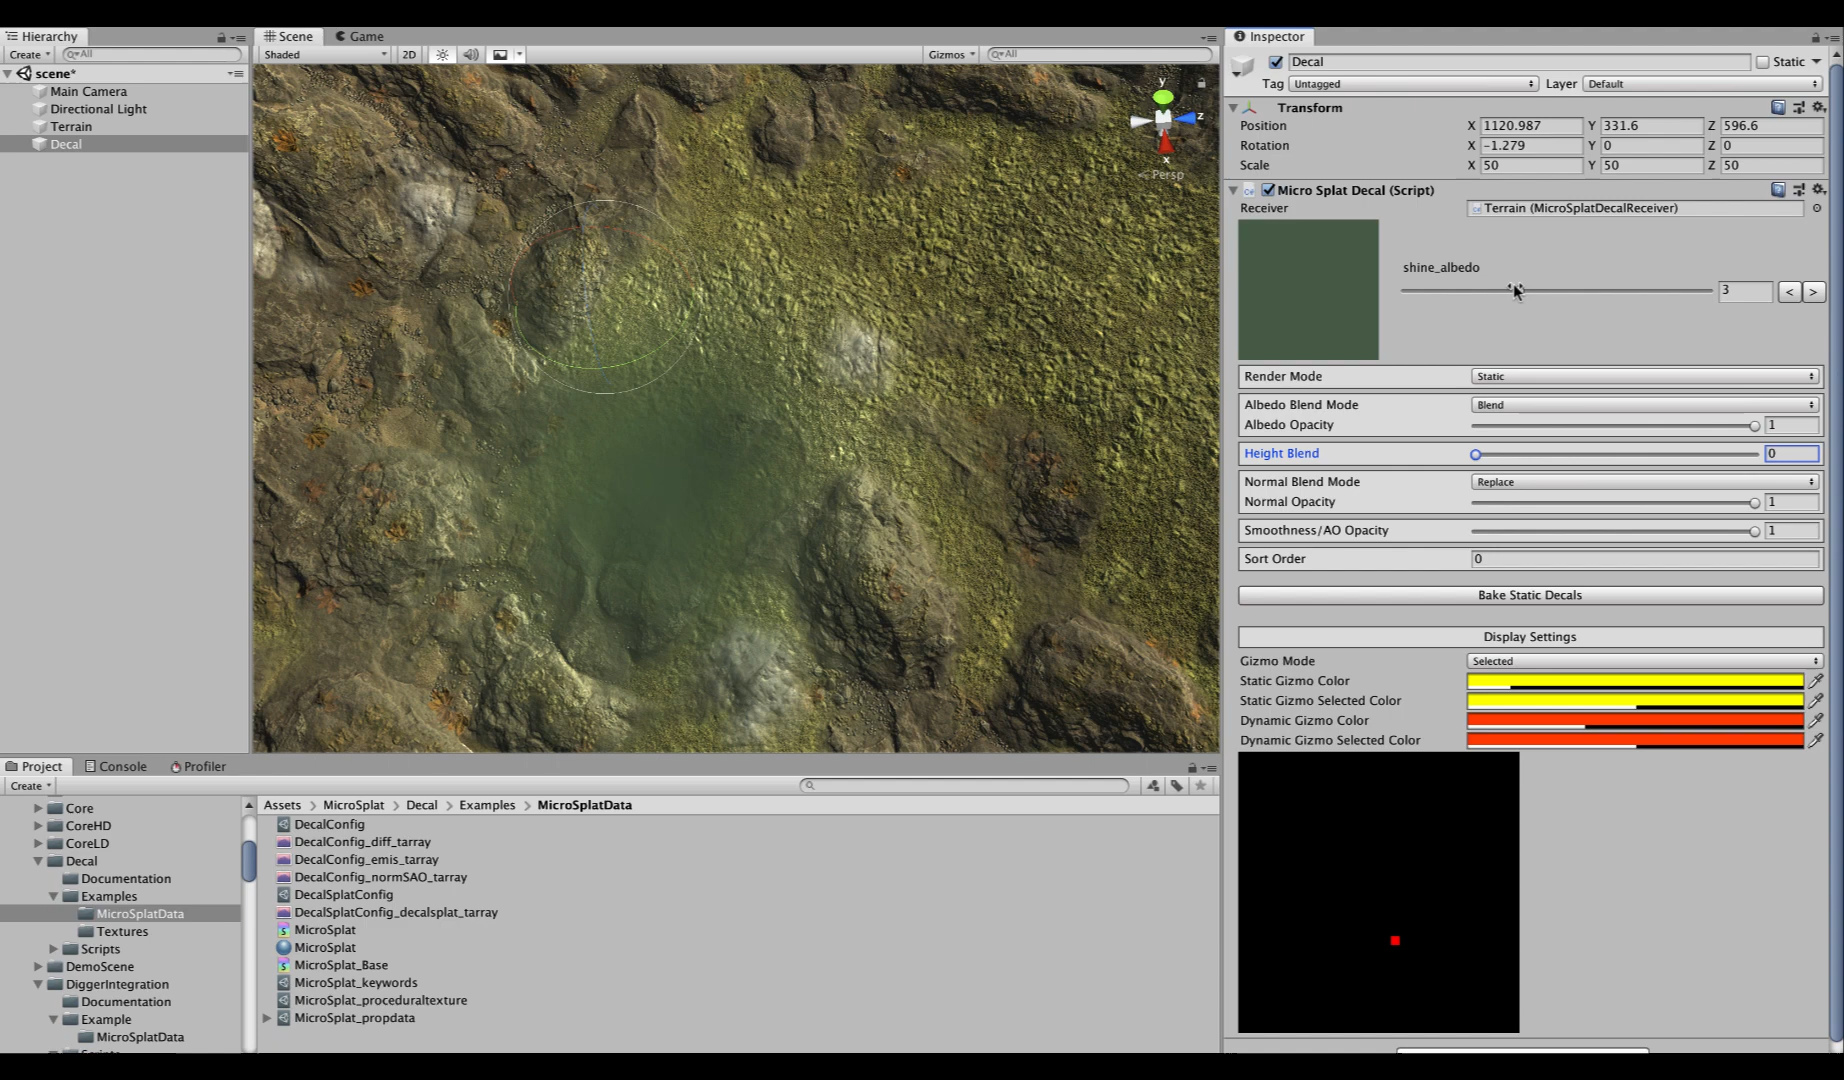 Hierarchy
Create
All
scene*
Main Camera
Directional Light
Terrain
Decal
Scene
Game
Shaded
2D
Gizmos
All
y
z
x
Persp
Inspector
Decal
Static
Tag Untagged Layer Default
Transform
Position X 1120.987 Y 331.6 Z 596.6
Rotation X -1.279 Y 0 Z 0
Scale X 50 Y 50 Z 50
Micro Splat Decal (Script)
Receiver Terrain (MicroSplatDecalReceiver)
shine_albedo
3 < >
Render Mode Static
Albedo Blend Mode Blend
Albedo Opacity 1
Height Blend 0
Normal Blend Mode Replace
Normal Opacity 1
Smoothness/AO Opacity 1
Sort Order 0
Bake Static Decals
Display Settings
Gizmo Mode Selected
Static Gizmo Color
Static Gizmo Selected Color
Dynamic Gizmo Color
Dynamic Gizmo Selected Color
Project
Console
Profiler
Create
Core
CoreHD
CoreLD
Decal
Documentation
Examples
MicroSplatData
Textures
Scripts
DemoScene
DiggerIntegration
Documentation
Example
MicroSplatData
Assets > MicroSplat > Decal > Examples > MicroSplatData
DecalConfig
DecalConfig_diff_tarray
DecalConfig_emis_tarray
DecalConfig_normSAO_tarray
DecalSplatConfig
DecalSplatConfig_decalsplat_tarray
MicroSplat
MicroSplat
MicroSplat_Base
MicroSplat_keywords
MicroSplat_proceduraltexture
MicroSplat_propdata